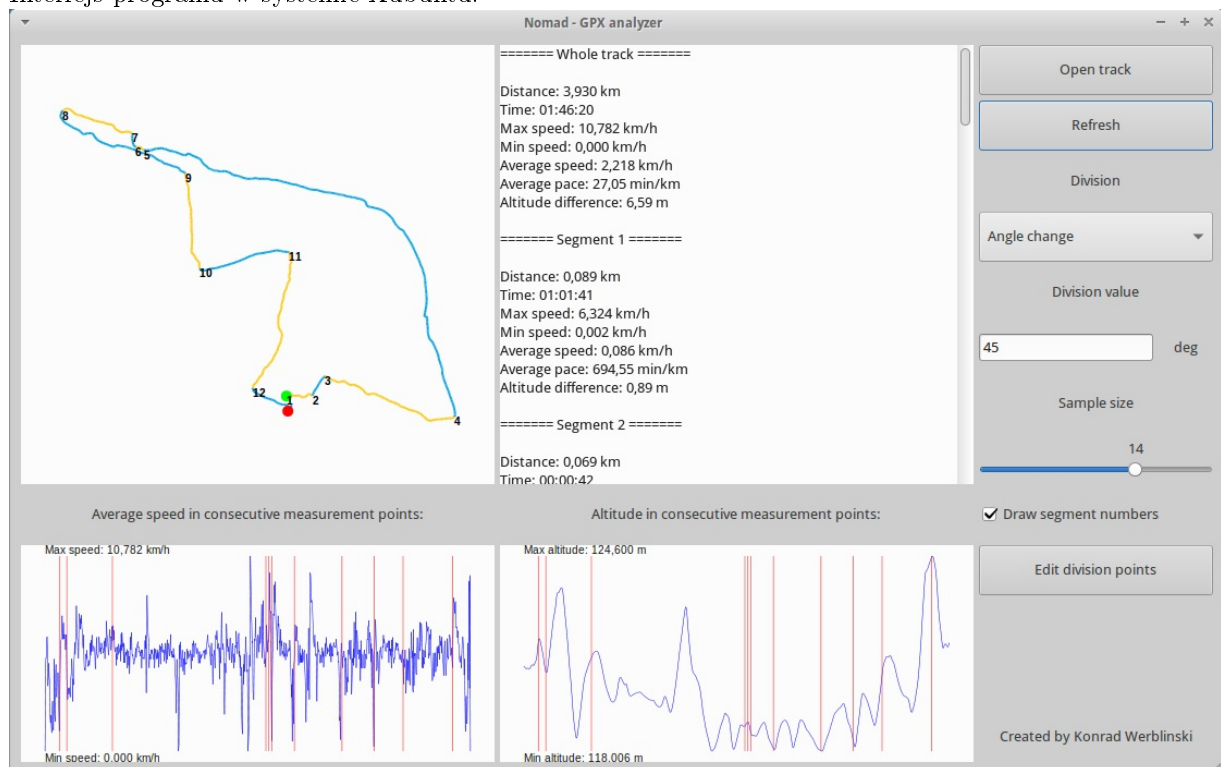 Interfejs programu w systemie Xubuntu.
Nomad - GPX analyzer
8
7
6 5
9
11
10
3
12
1
2
4
======= Whole track =======
Distance: 3,930 km
Time: 01:46:20
Max speed: 10,782 km/h
Min speed: 0,000 km/h
Average speed: 2,218 km/h
Average pace: 27,05 min/km
Altitude difference: 6,59 m
======= Segment 1 =======
Distance: 0,089 km
Time: 01:01:41
Max speed: 6,324 km/h
Min speed: 0,002 km/h
Average speed: 0,086 km/h
Average pace: 694,55 min/km
Altitude difference: 0,89 m
======= Segment 2 =======
Distance: 0,069 km
Time: 00:00:42
Open track
Refresh
Division
Angle change
Division value
45 deg
Sample size
14
Draw segment numbers
Edit division points
Created by Konrad Werblinski
Average speed in consecutive measurement points:
Max speed: 10,782 km/h
Min speed: 0,000 km/h
Altitude in consecutive measurement points:
Max altitude: 124,600 m
Min altitude: 118,006 m